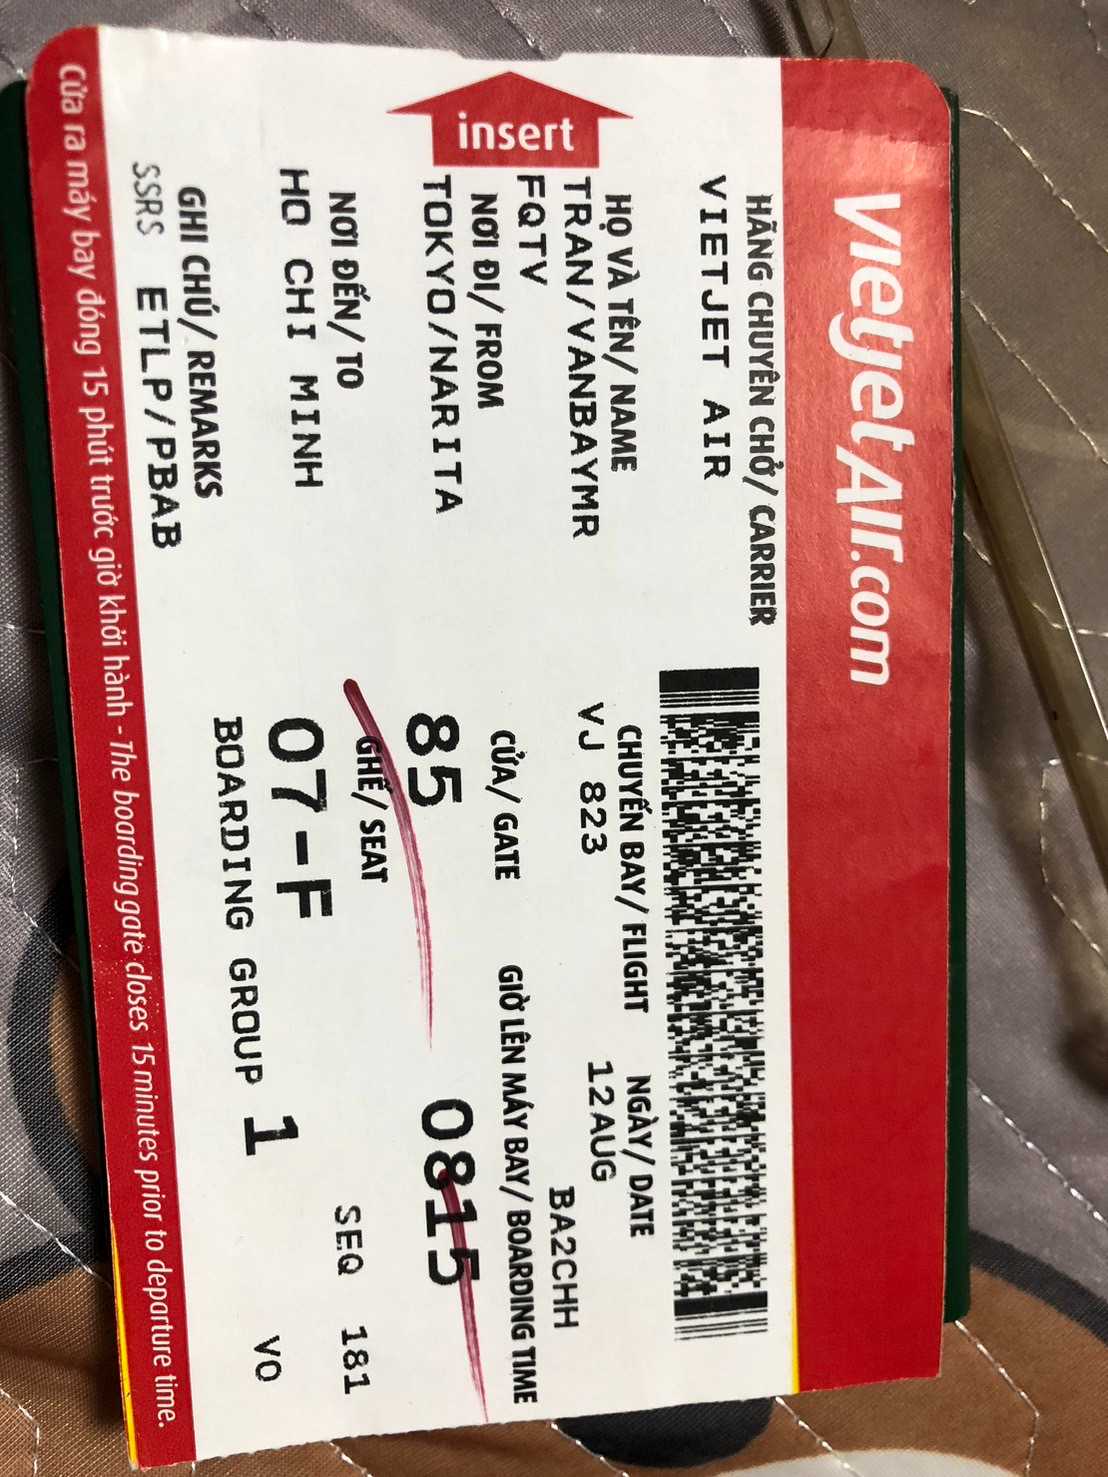 vietjetAir.com
HÃNG CHUYÊN CHỞ/ CARRIER
VIETJET AIR
HỌ VÀ TÊN/ NAME
TRAN/VANBAYMR
FQTV
NƠI ĐI/ FROM
TOKYO/NARITA
NƠI ĐẾN/ TO
HO CHI MINH
GHI CHÚ/ REMARKS
SSRS ETLP/PBAB
insert
CHUYẾN BAY/ FLIGHT NGÀY/ DATE
VJ 823 12AUG
BA2CHH
CỬA/ GATE GIỜ LÊN MÁY BAY/ BOARDING TIME
85 0815
GHẾ/ SEAT
07-F SEQ 181
BOARDING GROUP 1 VO
Cửa ra máy bay đóng 15 phút trước giờ khởi hành - The boarding gate closes 15 minutes prior to departure time.